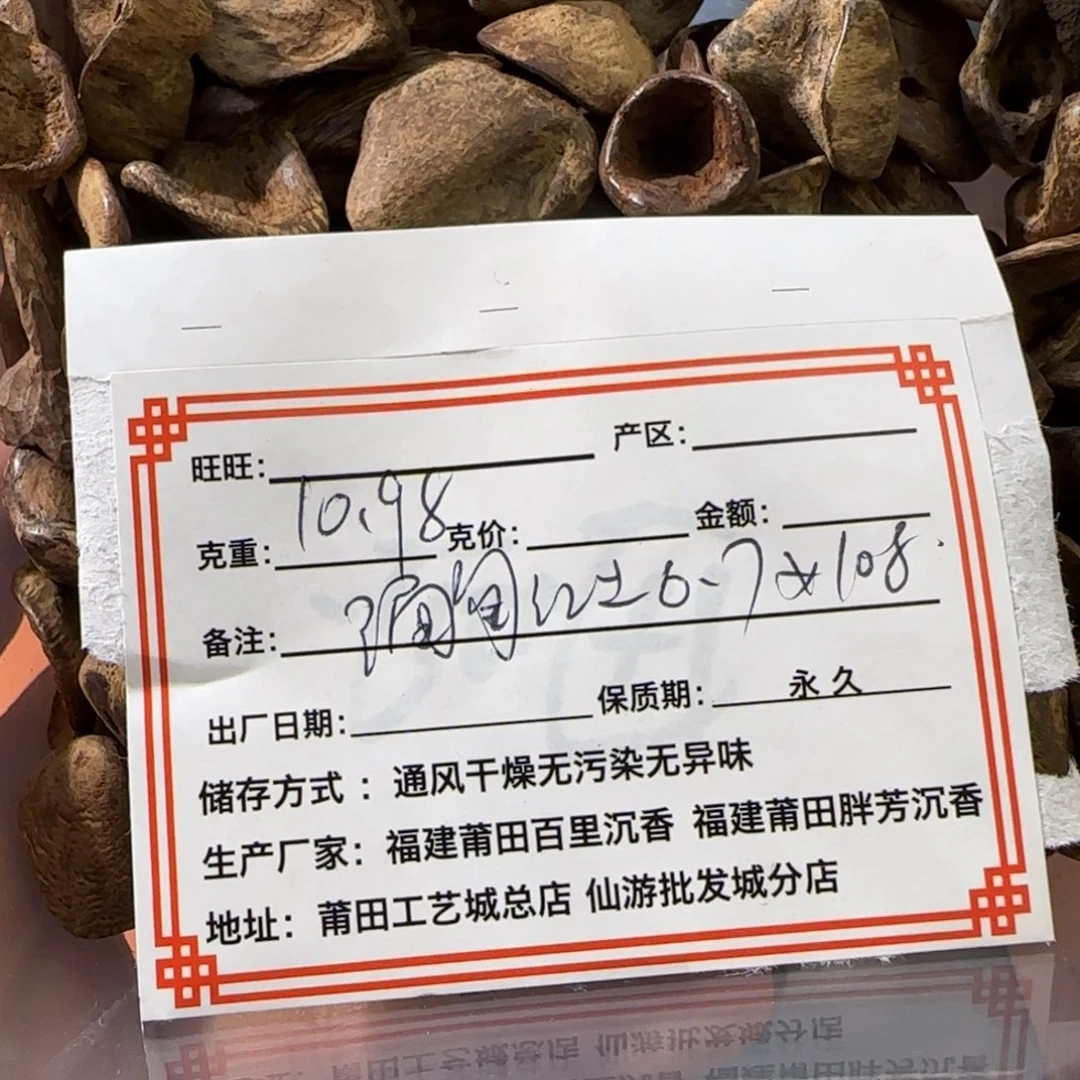 旺旺: 产区:
克重: 10.98 克价: 金额:
备注: 红土6-7 108
出厂日期: 保质期: 永久
储存方式 : 通风干燥无污染无异味
生产厂家: 福建莆田百里沉香 福建莆田胖芳沉香
地址: 莆田工艺城总店 仙游批发城分店